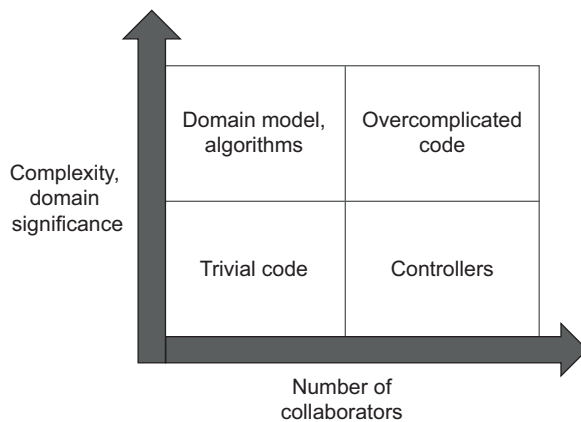 Complexity,
domain
significance
Domain model,
algorithms
Overcomplicated
code
Trivial code
Controllers
Number of
collaborators